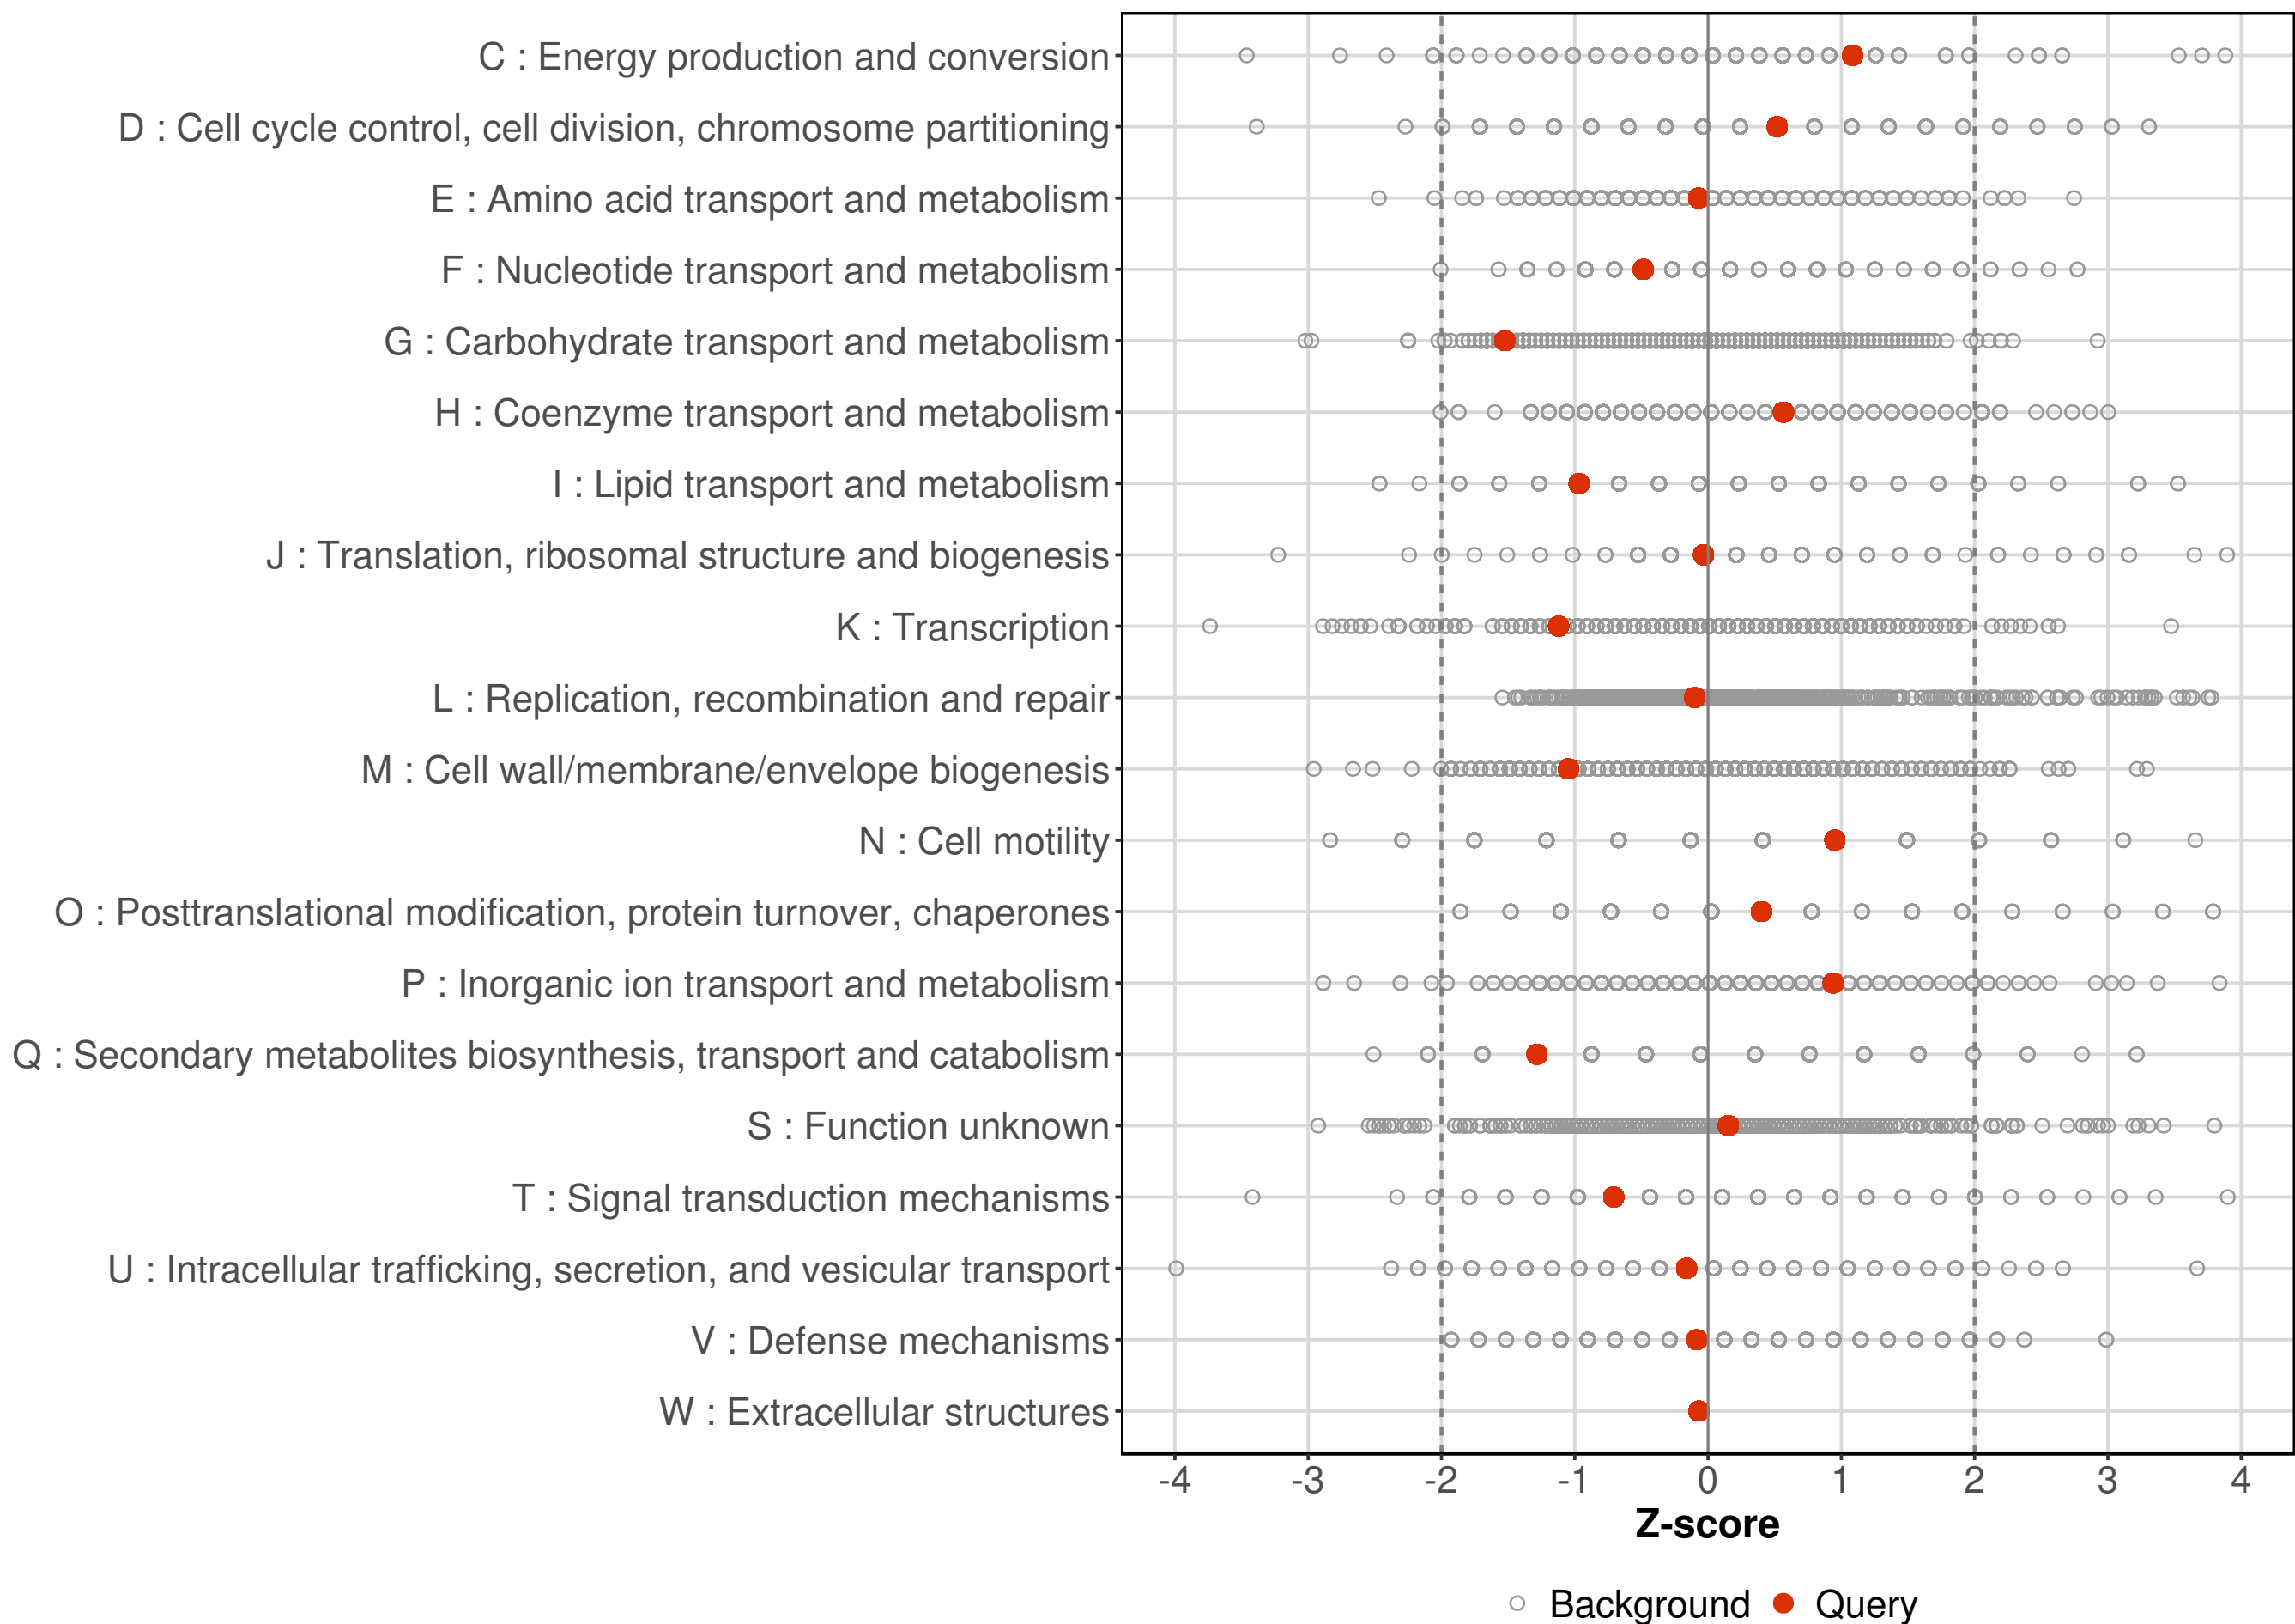 C : Energy production and conversion
D : Cell cycle control, cell division, chromosome partitioning
E : Amino acid transport and metabolism
F : Nucleotide transport and metabolism
G : Carbohydrate transport and metabolism
H : Coenzyme transport and metabolism
I : Lipid transport and metabolism
J : Translation, ribosomal structure and biogenesis
K : Transcription
L : Replication, recombination and repair
M : Cell wall/membrane/envelope biogenesis
N : Cell motility
O : Posttranslational modification, protein turnover, chaperones
P : Inorganic ion transport and metabolism
Q : Secondary metabolites biosynthesis, transport and catabolism
S : Function unknown
T : Signal transduction mechanisms
U : Intracellular trafficking, secretion, and vesicular transport
V : Defense mechanisms
W : Extracellular structures
-4 -3 -2 -1 0 1 2 3 4
Z-score
Background Query